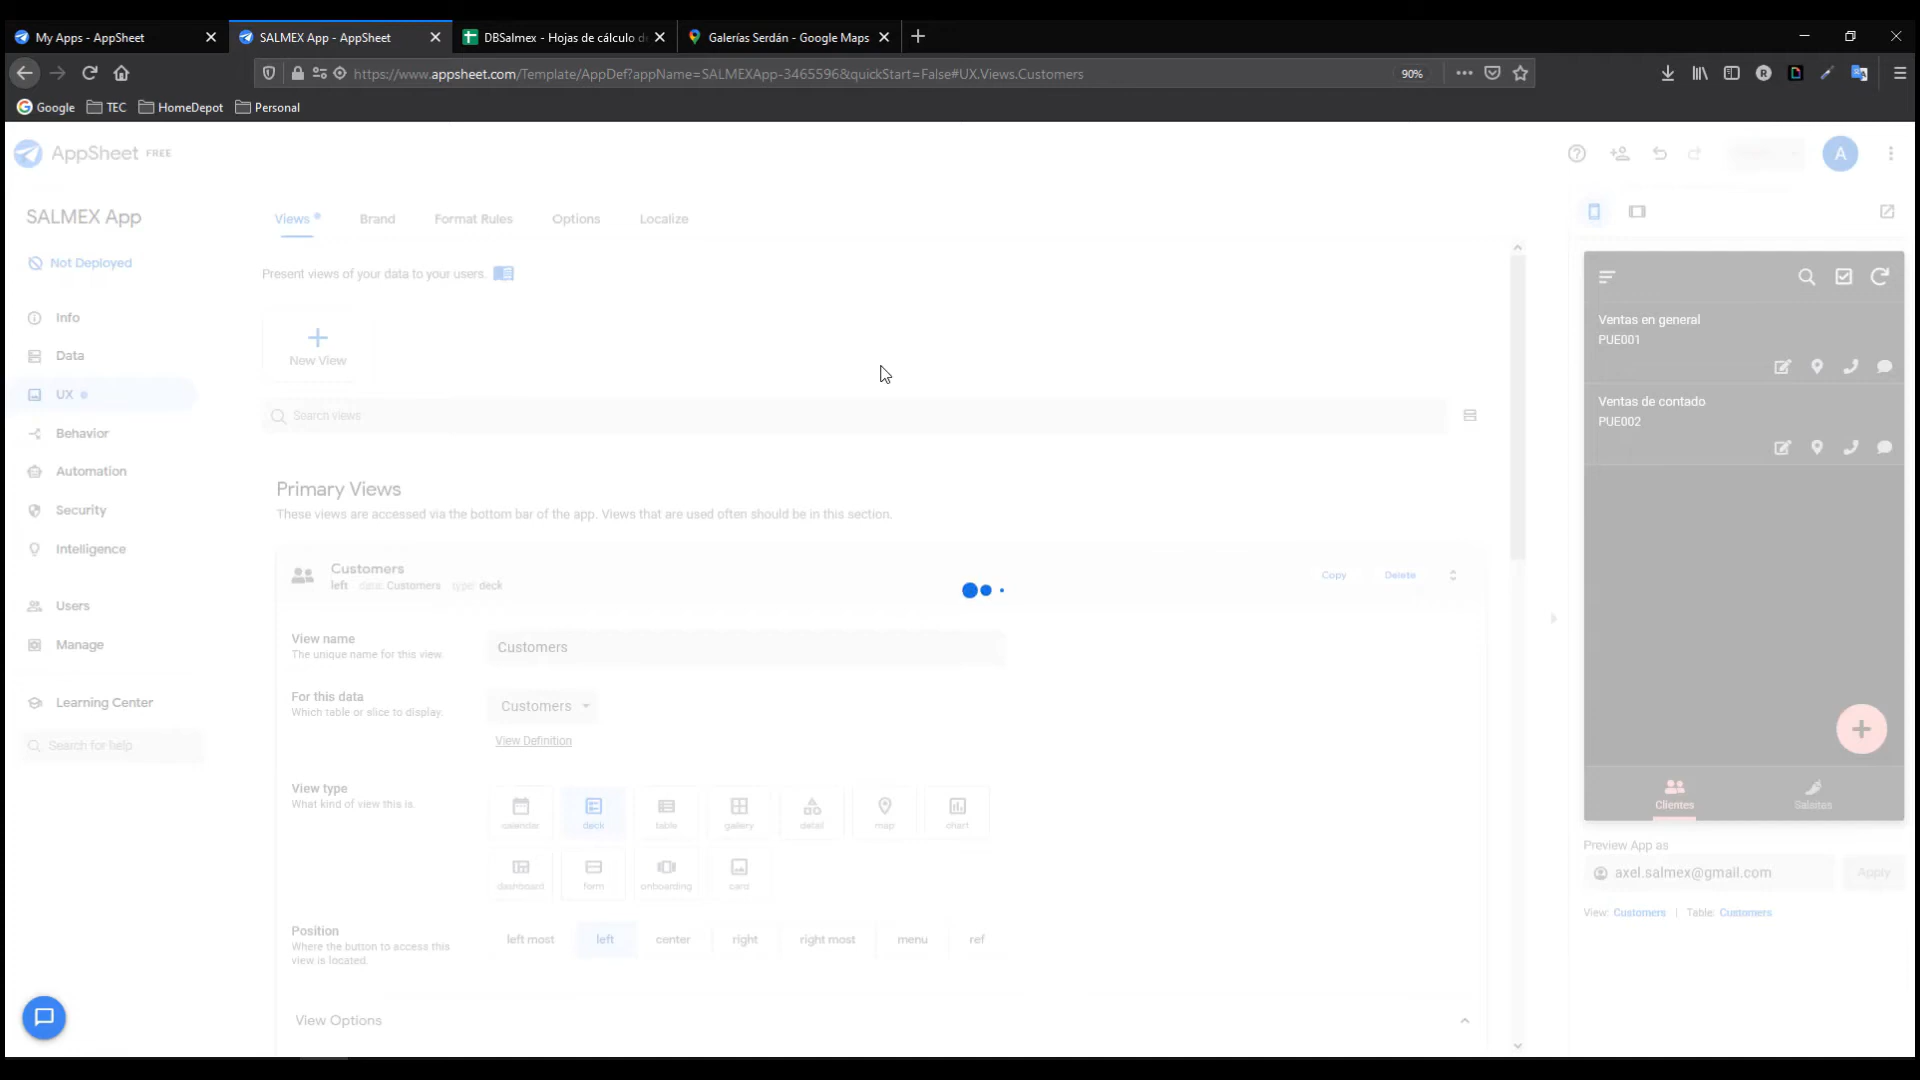 My Apps - AppSheet
SALMEX App - AppSheet
DBSalmex - Hojas de cálculo de
Galerías Serdán - Google Maps
https://www.appsheet.com/Template/AppDef?appName=SALMEXApp-3465596&quickStart=False#UX.Views.Customers
90%
Google
TEC
HomeDepot
Personal
AppSheet FREE
A
SALMEX App
Not Deployed
Info
Data
UX
Behavior
Automation
Security
Intelligence
Users
Manage
Learning Center
Search for help
Views
Brand
Format Rules
Options
Localize
Present views of your data to your users.
New View
Search views
Primary Views
These views are accessed via the bottom bar of the app. Views that are used often should be in this section.
Customers
left data: Customers type: deck
Copy
Delete
View name
The unique name for this view.
Customers
For this data
Which table or slice to display.
Customers
View Definition
View type
What kind of view this is.
calendar
deck
table
gallery
detail
map
chart
dashboard
form
onboarding
card
Position
Where the button to access this
view is located.
left most
left
center
right
right most
menu
ref
View Options
Ventas en general
PUE001
Ventas de contado
PUE002
Clientes
Salsitas
Preview App as
axel.salmex@gmail.com
Apply
View: Customers | Table: Customers